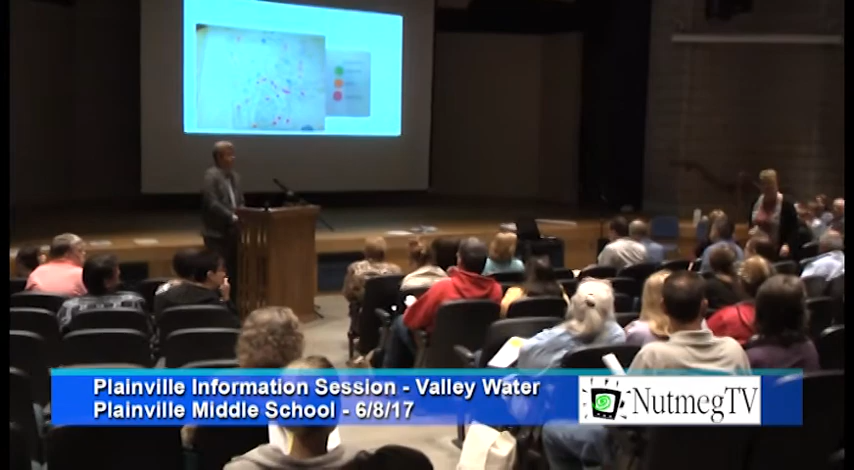 Plainville Information Session - Valley Water
Plainville Middle School - 6/8/17
NutmegTV